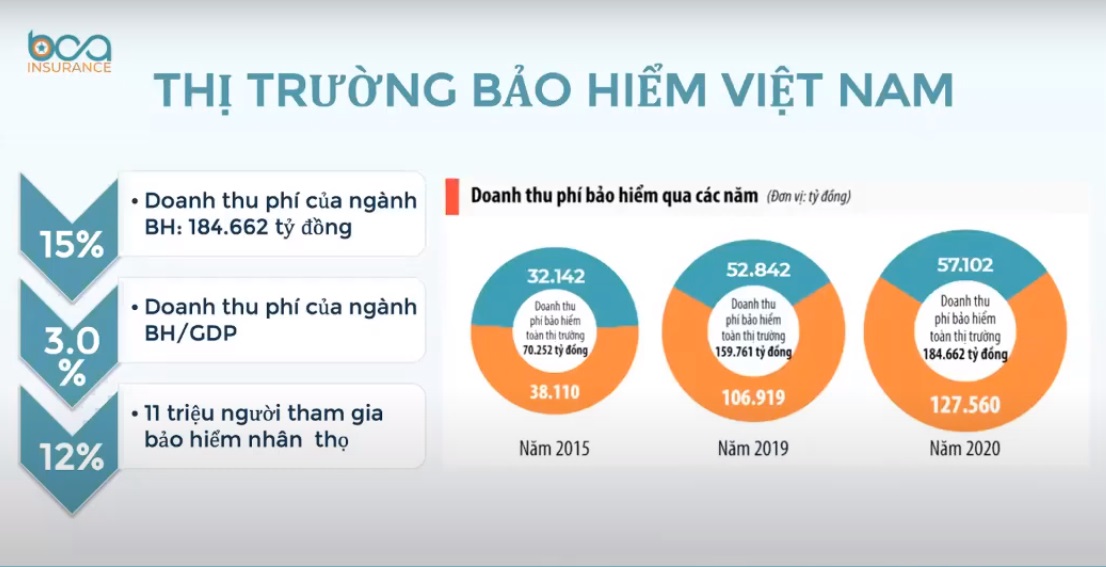 bca
INSURANCE
THỊ TRƯỜNG BẢO HIỂM VIỆT NAM
15%
• Doanh thu phí của ngành
BH: 184.662 tỷ đồng
3.0
%
• Doanh thu phí của ngành
BH/GDP
12%
• 11 triệu người tham gia
bảo hiểm nhân thọ
Doanh thu phí bảo hiểm qua các năm (Đơn vị: tỷ đồng)
32.142
Doanh thu
phí bảo hiểm
toàn thị trường
70.252 tỷ đồng
38.110
Năm 2015
52.842
Doanh thu
phí bảo hiểm
toàn thị trường
159.761 tỷ đồng
106.919
Năm 2019
57.102
Doanh thu
phí bảo hiểm
toàn thị trường
184.662 tỷ đồng
127.560
Năm 2020